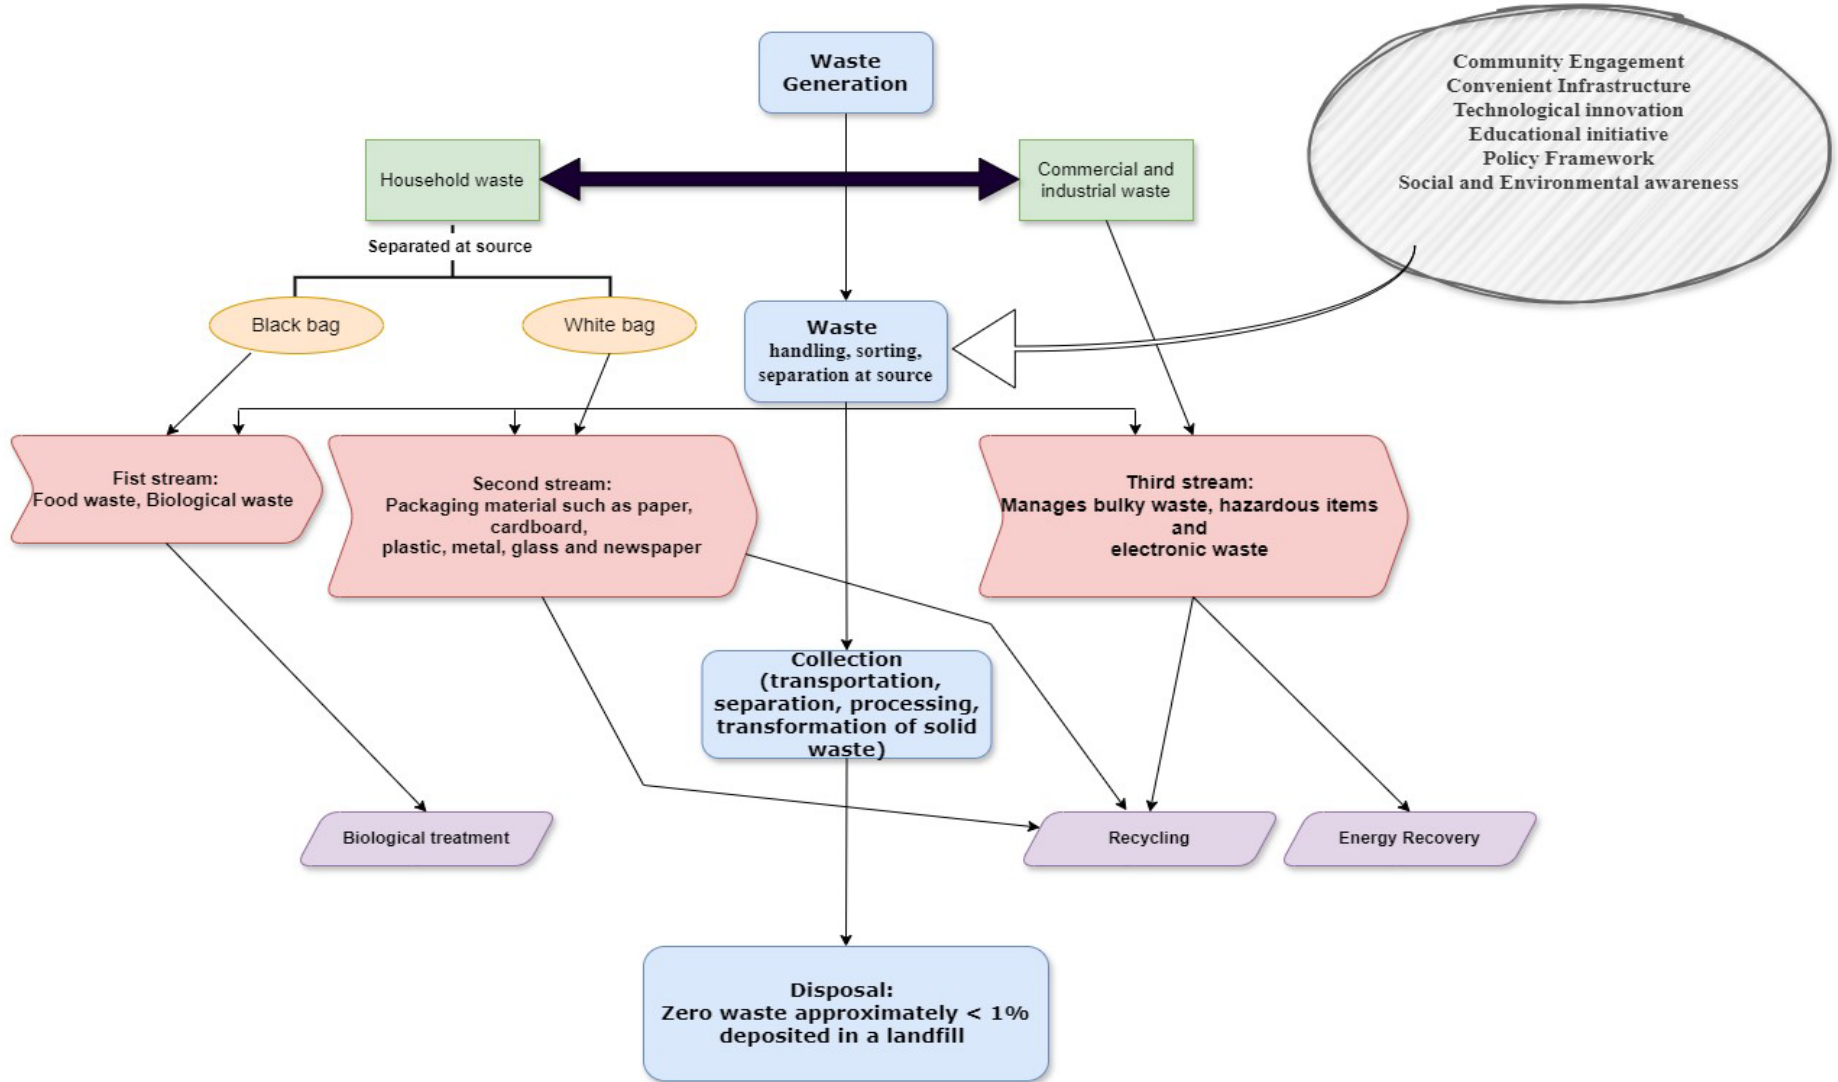 Waste
Generation
Community Engagement
Convenient Infrastructure
Technological innovation
Educational initiative
Policy Framework
Social and Environmental awareness
Household waste
Commercial and
industrial waste
Separated at source
Black bag
White bag
Waste
handling, sorting,
separation at source
Fist stream:
Food waste, Biological waste
Second stream:
Packaging material such as paper,
cardboard,
plastic, metal, glass and newspaper
Third stream:
Manages bulky waste, hazardous items
and
electronic waste
Collection
(transportation,
separation, processing,
transformation of solid
waste)
Biological treatment
Recycling
Energy Recovery
Disposal:
Zero waste approximately < 1%
deposited in a landfill